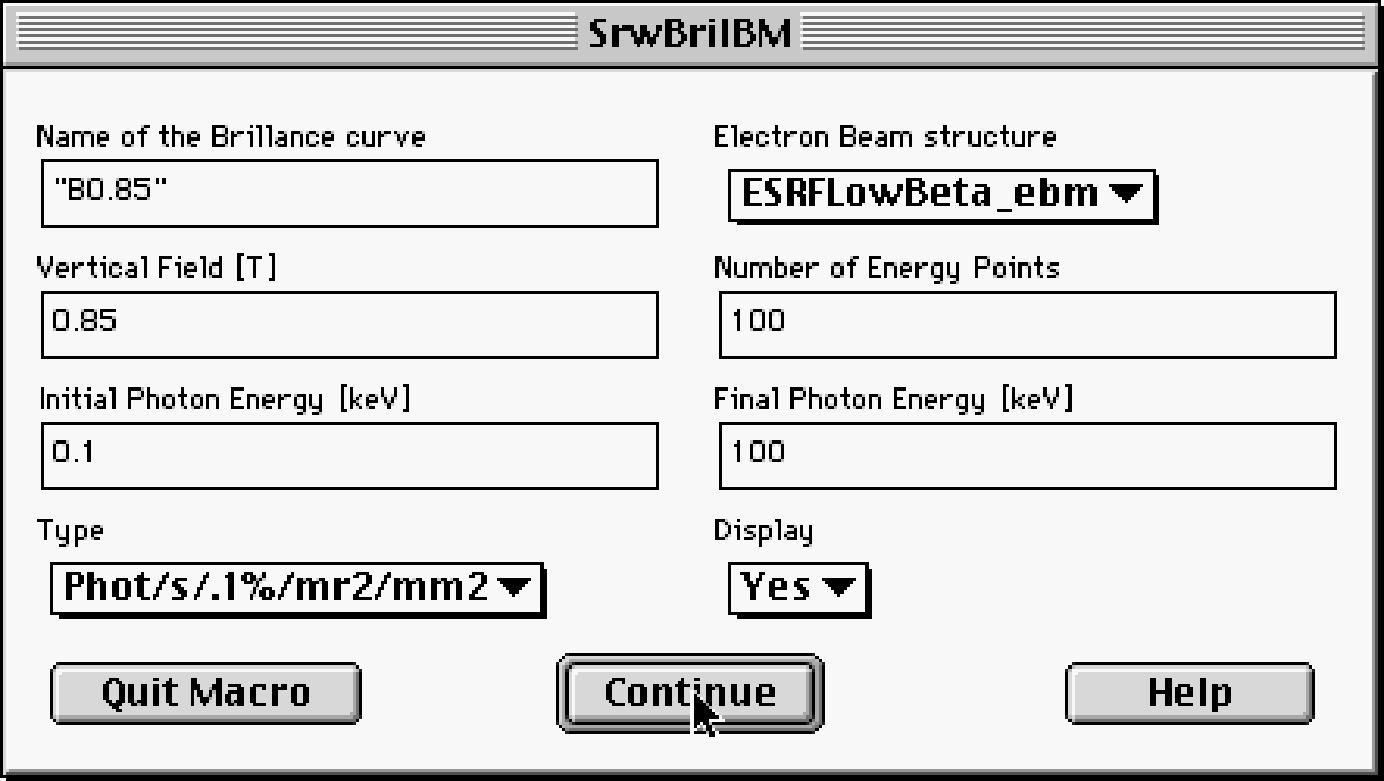 SrwBrilBM
Name of the Brillance curve
Electron Beam structure
"B0.85"
ESRFLowBeta_ebm
Vertical Field [T]
Number of Energy Points
0.85
100
Initial Photon Energy [keV]
Final Photon Energy [keV]
0.1
100
Type
Display
Phot/s/.1%/mr2/mm2
Yes
Quit Macro
Continue
Help